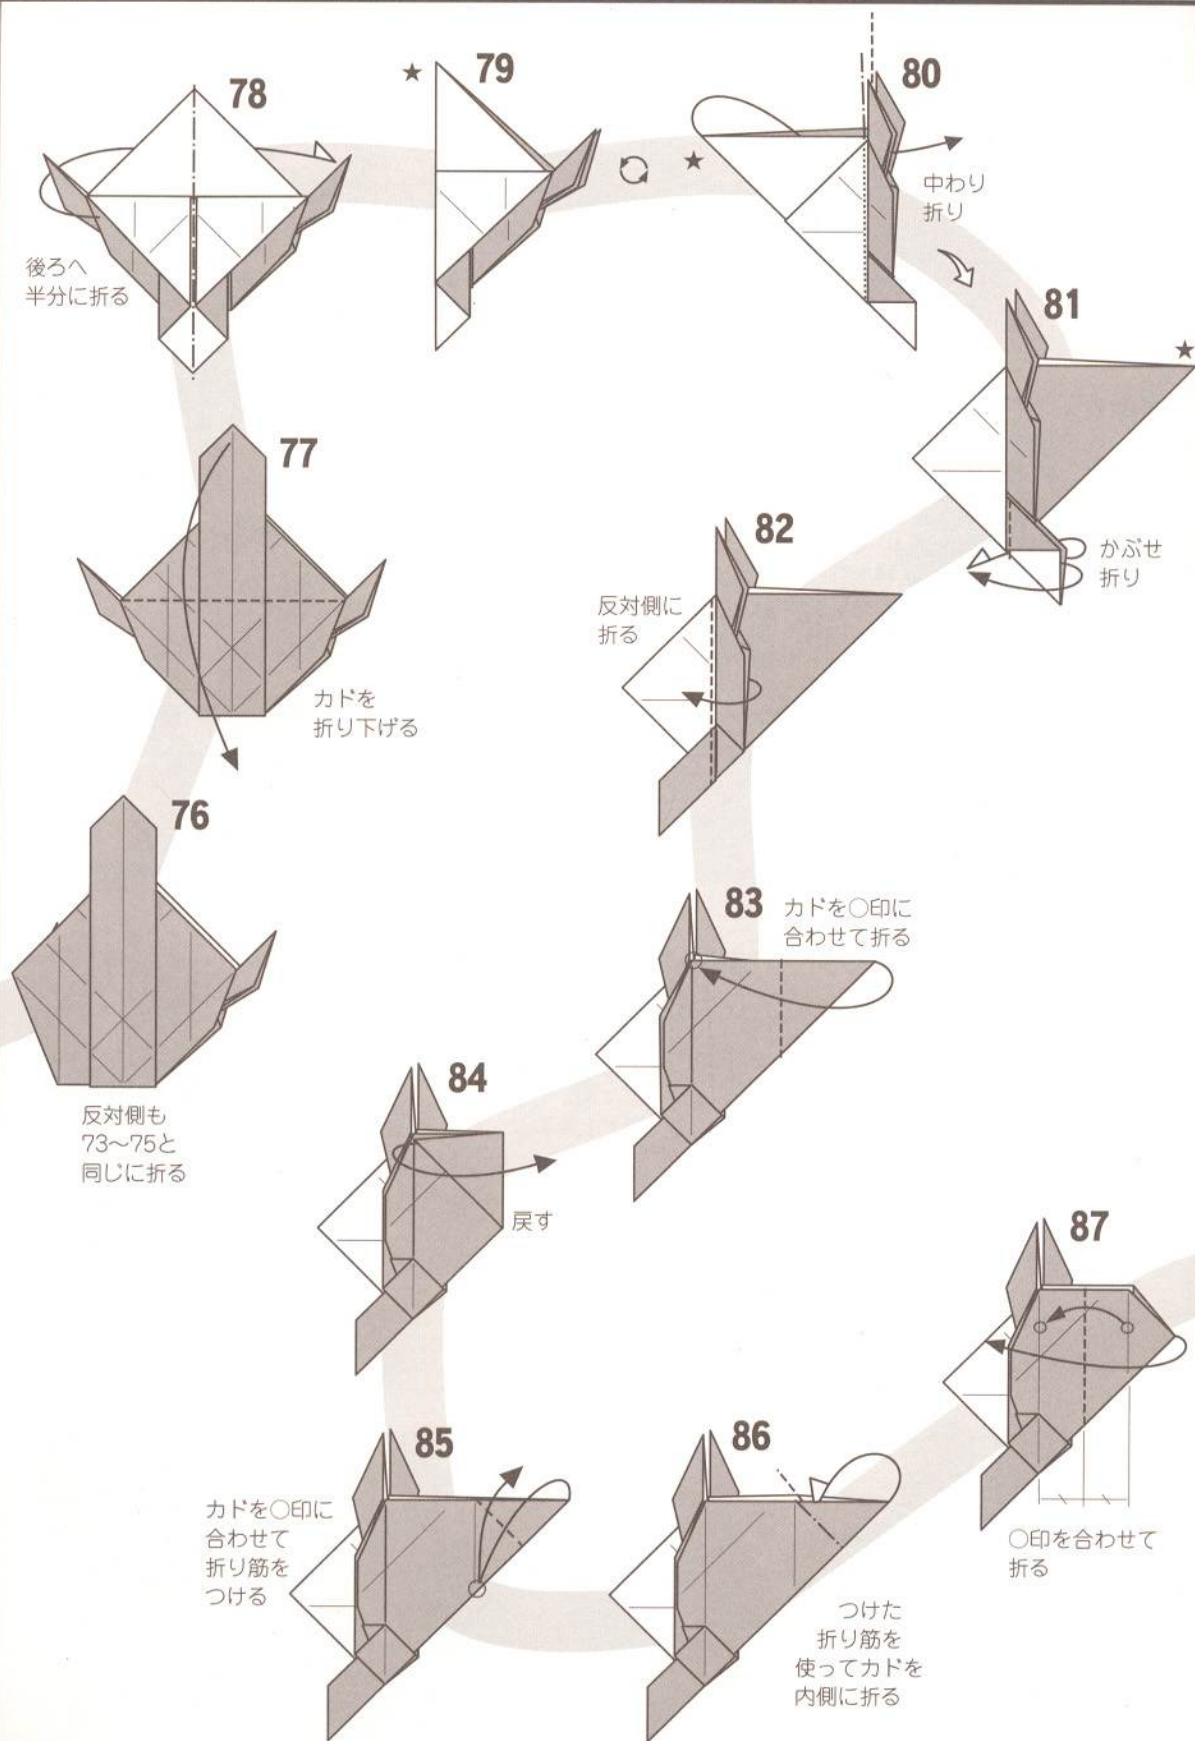 76
反対側も
73〜75と
同じに折る
77
カドを
折り下げる
78
後ろへ
半分に折る
★
79
★
80
中わり
折り
81
★
かぶせ
折り
82
反対側に
折る
83
カドを○印に
合わせて折る
84
戻す
85
カドを○印に
合わせて
折り筋を
つける
86
つけた
折り筋を
使ってカドを
内側に折る
87
○印を合わせて
折る